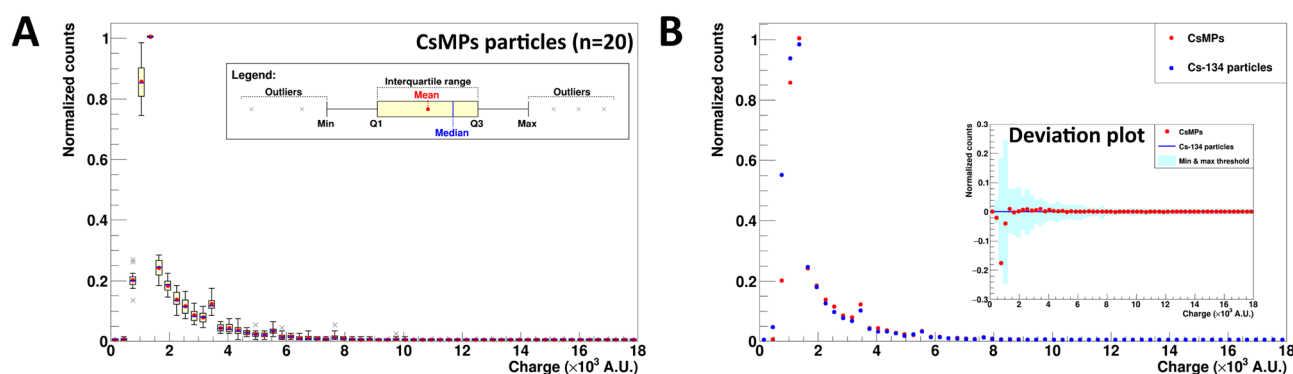 A
CsMPs particles (n=20)
Normalized counts
1
0.8
0.6
0.4
0.2
0
Legend:
Interquartile range
Outliers
Mean
Outliers
Min
Q1
Q3
Max
Median
0 2 4 6 8 10 12 14 16 18
Charge (×10³ A.U.)
B
CsMPs
Cs-134 particles
Normalized counts
1
0.8
0.6
0.4
0.2
0
Deviation plot
CsMPs
Cs-134 particles
Min & max threshold
Normalized counts
0.3
0.2
0.1
0
−0.1
−0.2
−0.3
0 2 4 6 8 10 12 14 16 18
Charge (×10³ A.U.)
0 2 4 6 8 10 12 14 16 18
Charge (×10³ A.U.)